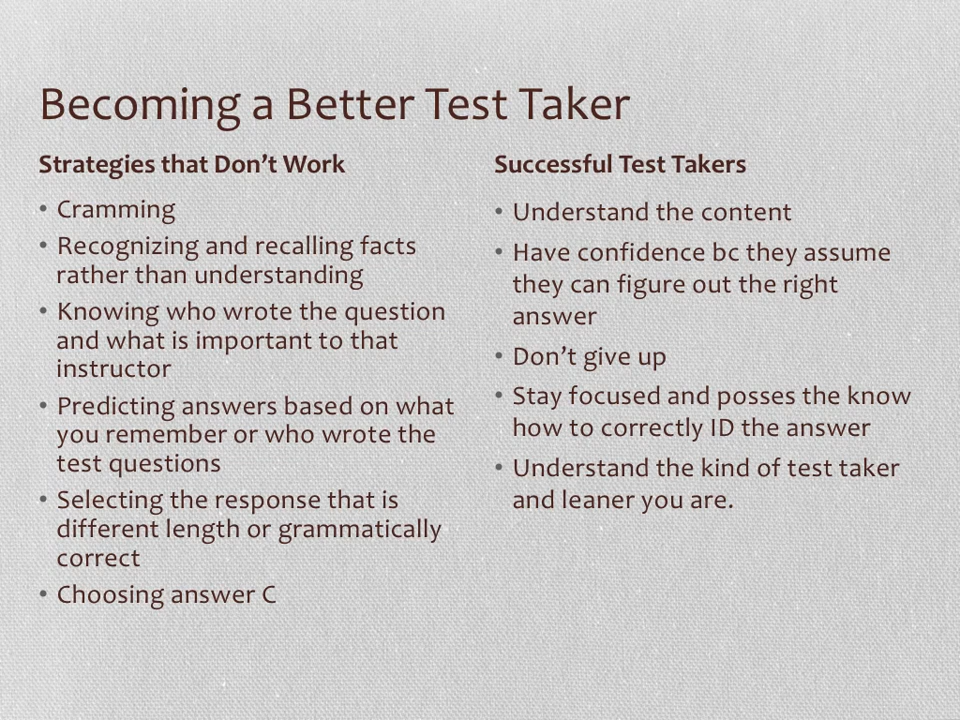 Becoming a Better Test Taker
Strategies that Don’t Work
• Cramming
• Recognizing and recalling facts
rather than understanding
• Knowing who wrote the question
and what is important to that
instructor
• Predicting answers based on what
you remember or who wrote the
test questions
• Selecting the response that is
different length or grammatically
correct
• Choosing answer C
Successful Test Takers
• Understand the content
• Have confidence bc they assume
they can figure out the right
answer
• Don’t give up
• Stay focused and posses the know
how to correctly ID the answer
• Understand the kind of test taker
and leaner you are.